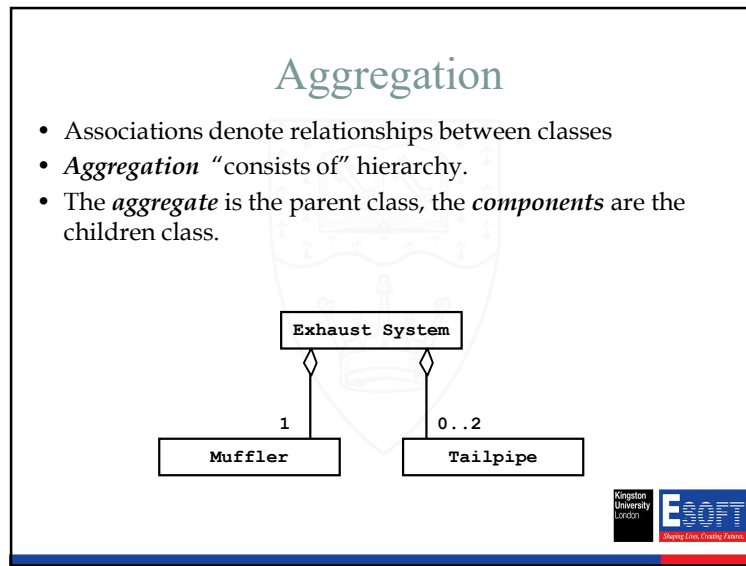 Aggregation
• Associations denote relationships between classes
• Aggregation “consists of” hierarchy.
• The aggregate is the parent class, the components are the
children class.
Exhaust System
1
0..2
Muffler
Tailpipe
Kingston
University
London
ESOFT
Shaping Lives, Creating Futures.